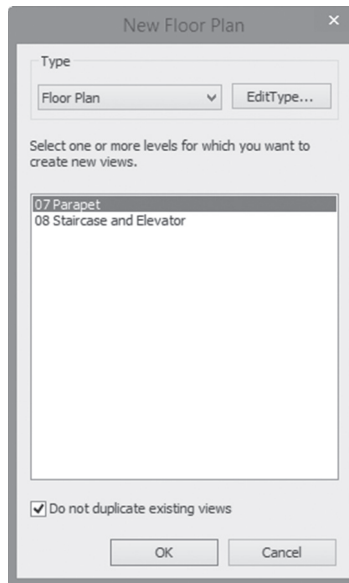 New Floor Plan
×
Type
Floor Plan
EditType...
Select one or more levels for which you want to
create new views.
07 Parapet
08 Staircase and Elevator
Do not duplicate existing views
OK
Cancel